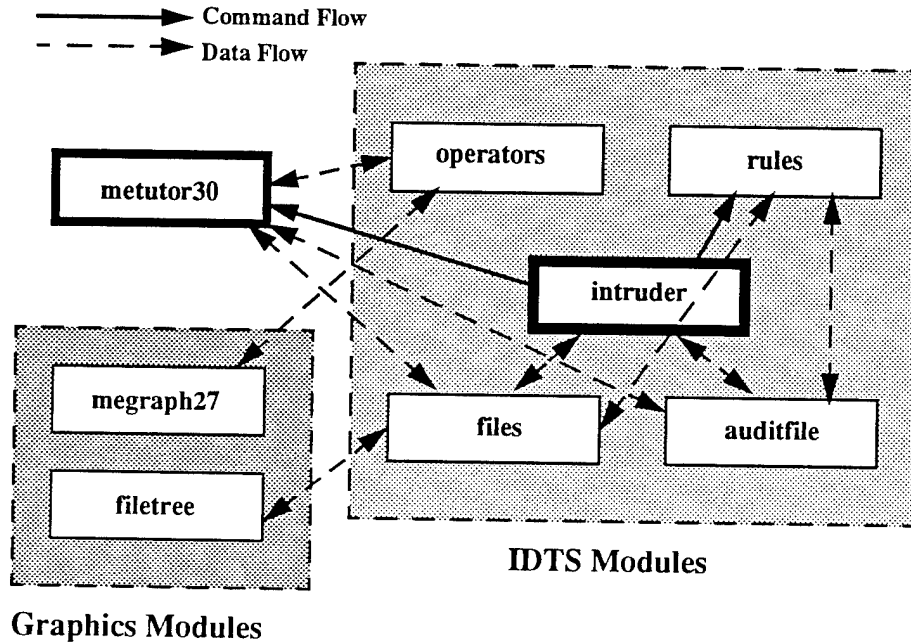 Command Flow
Data Flow
operators
rules
metutor30
intruder
megraph27
files
auditfile
filetree
IDTS Modules
Graphics Modules